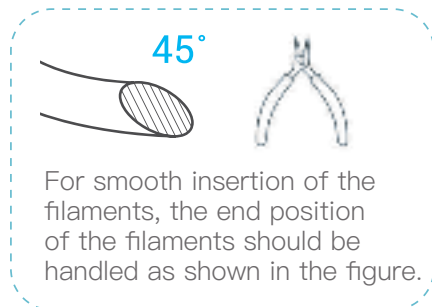 45°
For smooth insertion of the
filaments, the end position
of the filaments should be
handled as shown in the figure.